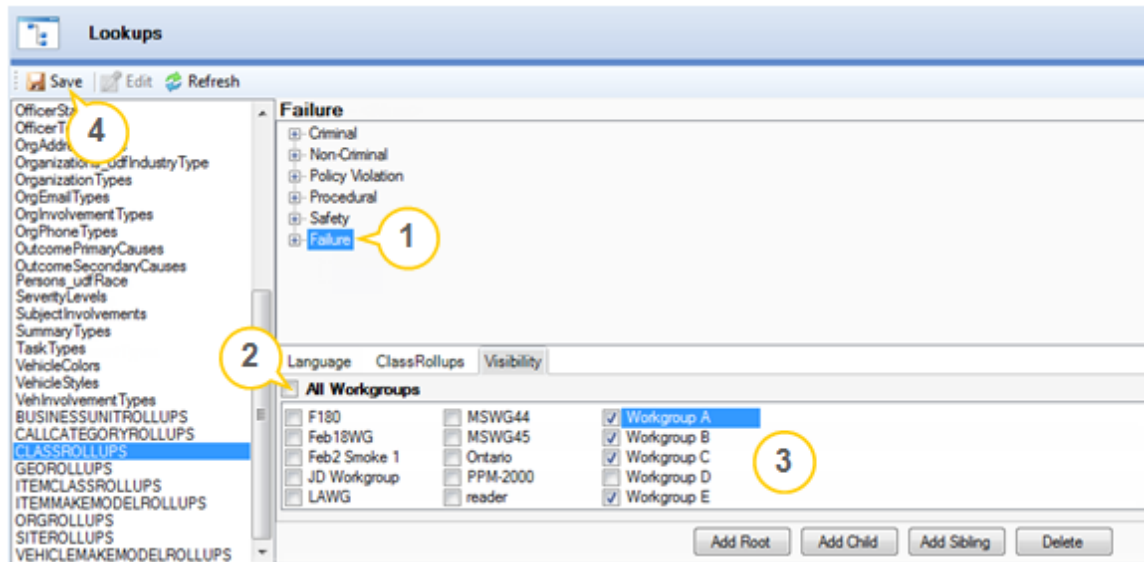 Lookups
Save Edit Refresh
OfficerSta
OfficerT
OrgAddr
Organizations_udfIndustryType
OrganizationTypes
OrgEmailTypes
OrgInvolvementTypes
OrgPhoneTypes
OutcomePrimaryCauses
OutcomeSecondaryCauses
Persons_udfRace
SeverityLevels
SubjectInvolvements
SummaryTypes
TaskTypes
VehicleColors
VehicleStyles
VehInvolvementTypes
BUSINESSUNITROLLUPS
CALLCATEGORYROLLUPS
CLASSROLLUPS
GEOROLLUPS
ITEMCLASSROLLUPS
ITEMMAKEMODELROLLUPS
ORGROLLUPS
SITEROLLUPS
VEHICLEMAKEMODELROLLUPS
4
Failure
Criminal
Non-Criminal
Policy Violation
Procedural
Safety
Failure
1
2
Language ClassRollups Visibility
All Workgroups
F180 MSWG44 Workgroup A
Feb18WG MSWG45 Workgroup B
Feb2 Smoke 1 Ontario Workgroup C
JD Workgroup PPM-2000 Workgroup D
LAWG reader Workgroup E
3
Add Root Add Child Add Sibling Delete